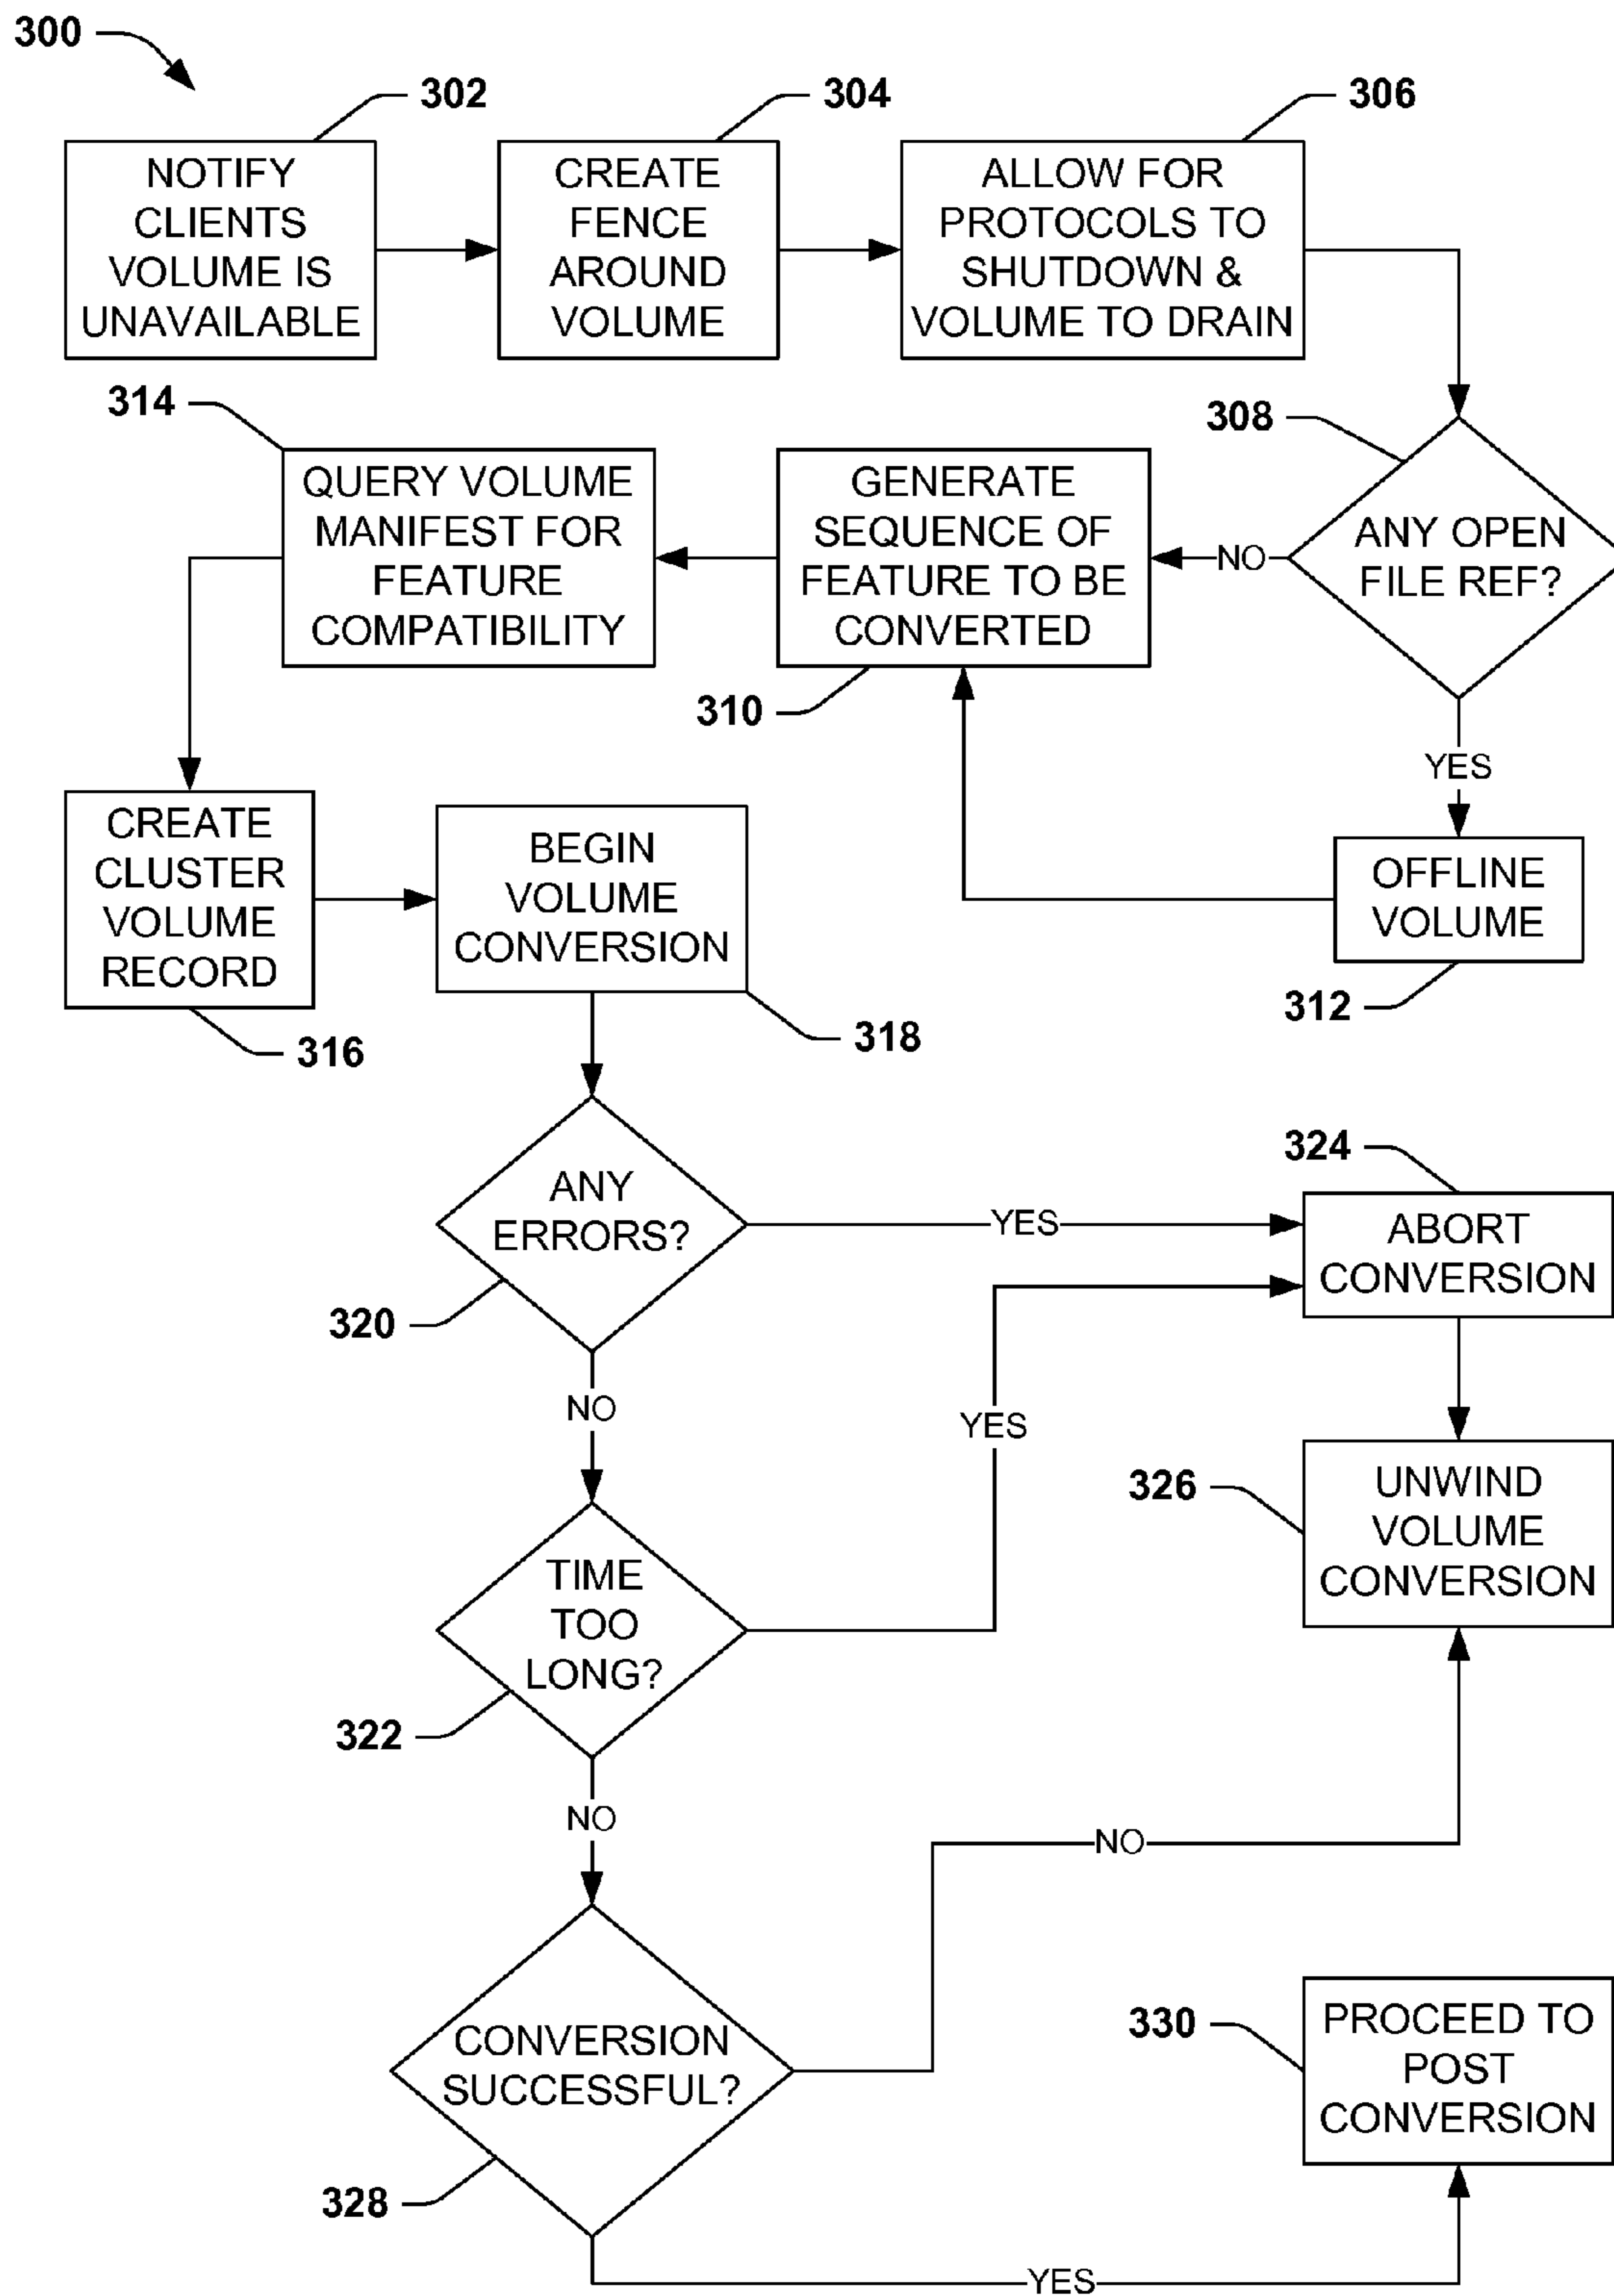 300
302
304
306
NOTIFY
CLIENTS
VOLUME IS
UNAVAILABLE
CREATE
FENCE
AROUND
VOLUME
ALLOW FOR
PROTOCOLS TO
SHUTDOWN &
VOLUME TO DRAIN
308
ANY OPEN
FILE REF?
NO
YES
310
GENERATE
SEQUENCE OF
FEATURE TO BE
CONVERTED
314
QUERY VOLUME
MANIFEST FOR
FEATURE
COMPATIBILITY
OFFLINE
VOLUME
312
CREATE
CLUSTER
VOLUME
RECORD
316
BEGIN
VOLUME
CONVERSION
318
ANY
ERRORS?
320
YES
NO
324
ABORT
CONVERSION
TIME
TOO
LONG?
322
YES
NO
326
UNWIND
VOLUME
CONVERSION
CONVERSION
SUCCESSFUL?
328
NO
YES
330
PROCEED TO
POST
CONVERSION